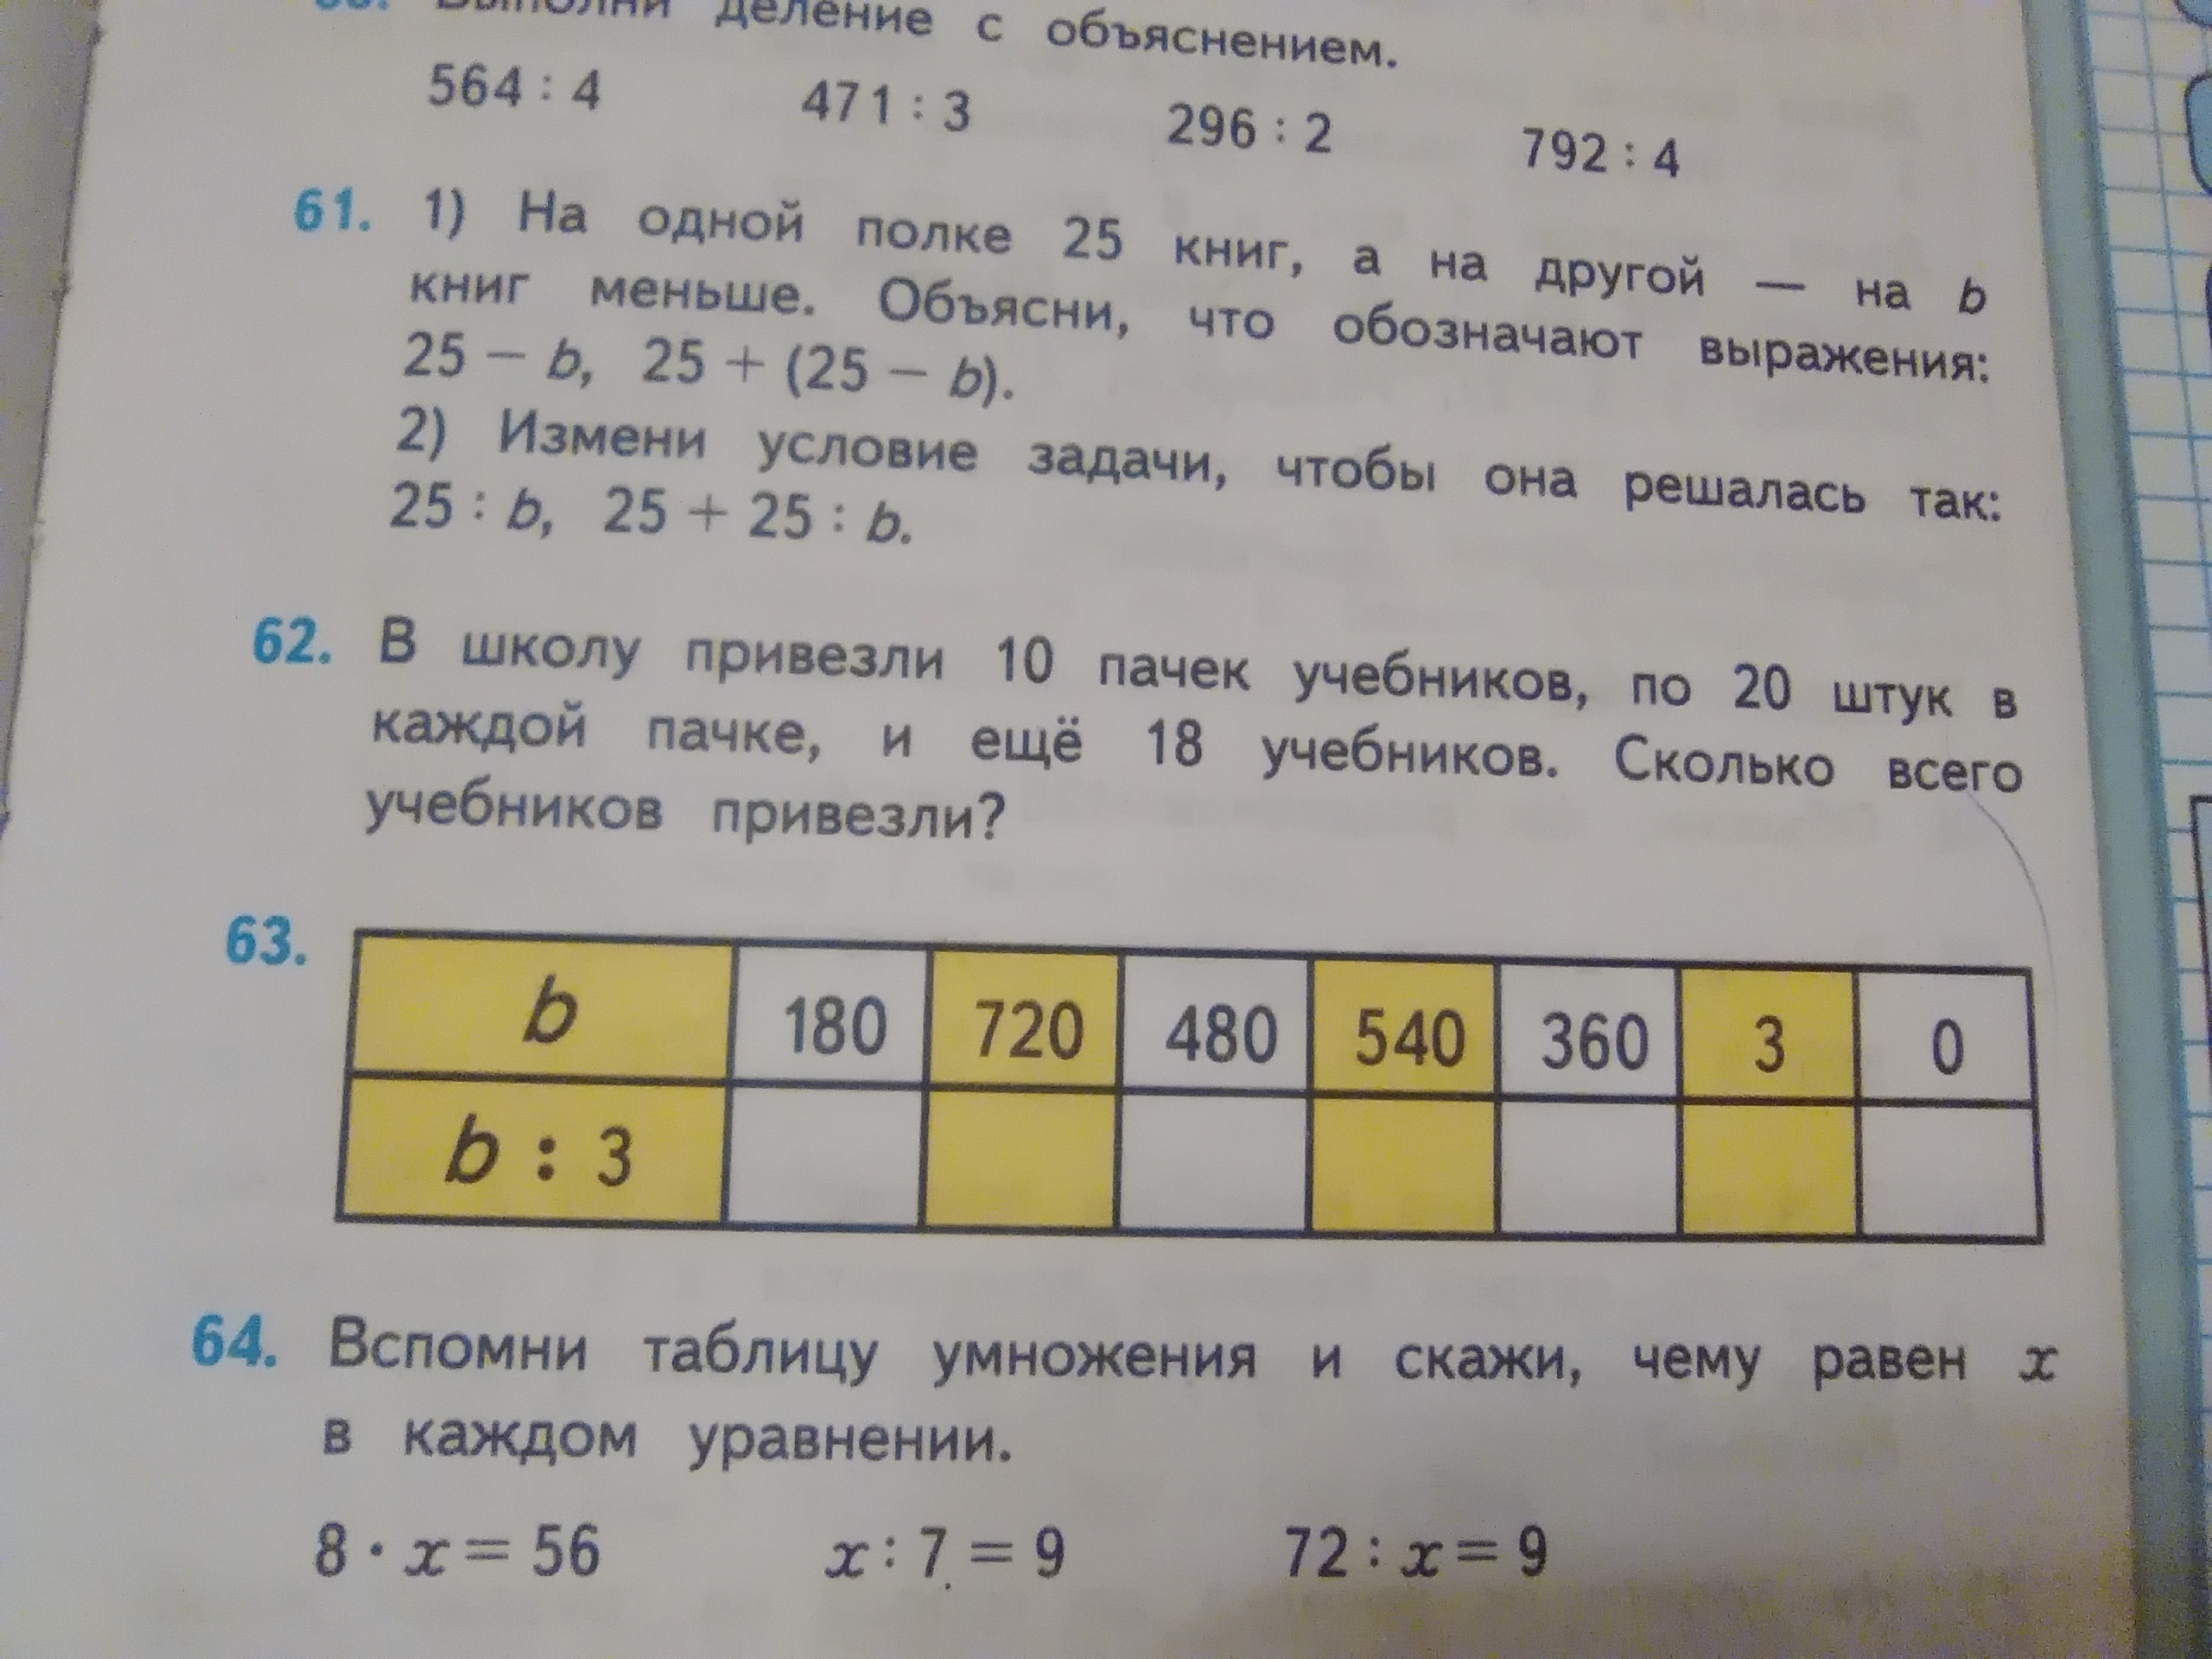 Выполни деление с объяснением.
564 : 4 471 : 3 296 : 2 792 : 4
61. 1) На одной полке 25 книг, а на другой — на b
книг меньше. Объясни, что обозначают выражения:
25 − b, 25 + (25 − b).
2) Измени условие задачи, чтобы она решалась так:
25 : b, 25 + 25 : b.
62. В школу привезли 10 пачек учебников, по 20 штук в
каждой пачке, и ещё 18 учебников. Сколько всего
учебников привезли?
63.
b 180 720 480 540 360 3 0
b : 3
64. Вспомни таблицу умножения и скажи, чему равен x
в каждом уравнении.
8 · x = 56 x : 7 = 9 72 : x = 9